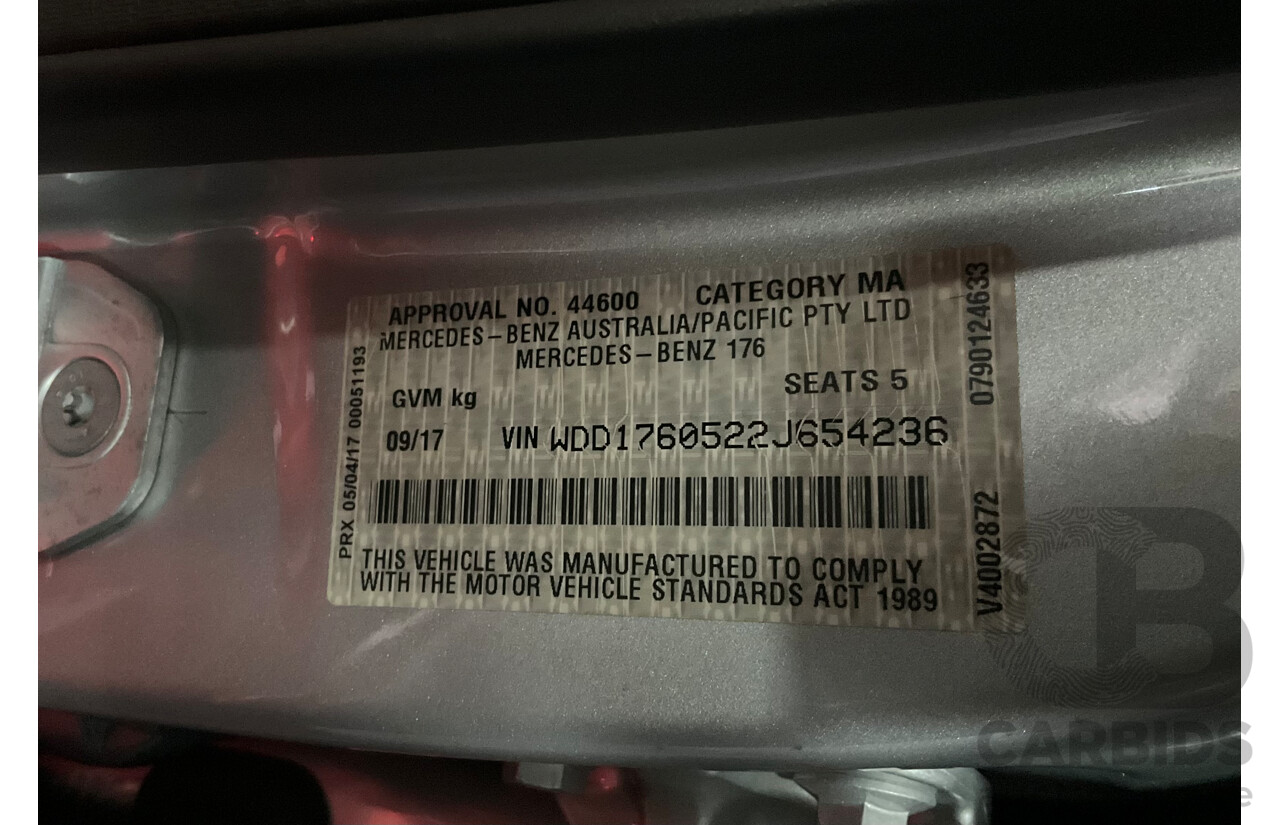 APPROVAL NO. 44600 CATEGORY MA
MERCEDES-BENZ AUSTRALIA/PACIFIC PTY LTD
MERCEDES-BENZ 176
GVM kg SEATS 5
09/17 VIN WDD1760522J654236
THIS VEHICLE WAS MANUFACTURED TO COMPLY
WITH THE MOTOR VEHICLE STANDARDS ACT 1989
PRX 05/04/17 00051193
0790124633
V4002872
CB
CARBIDS